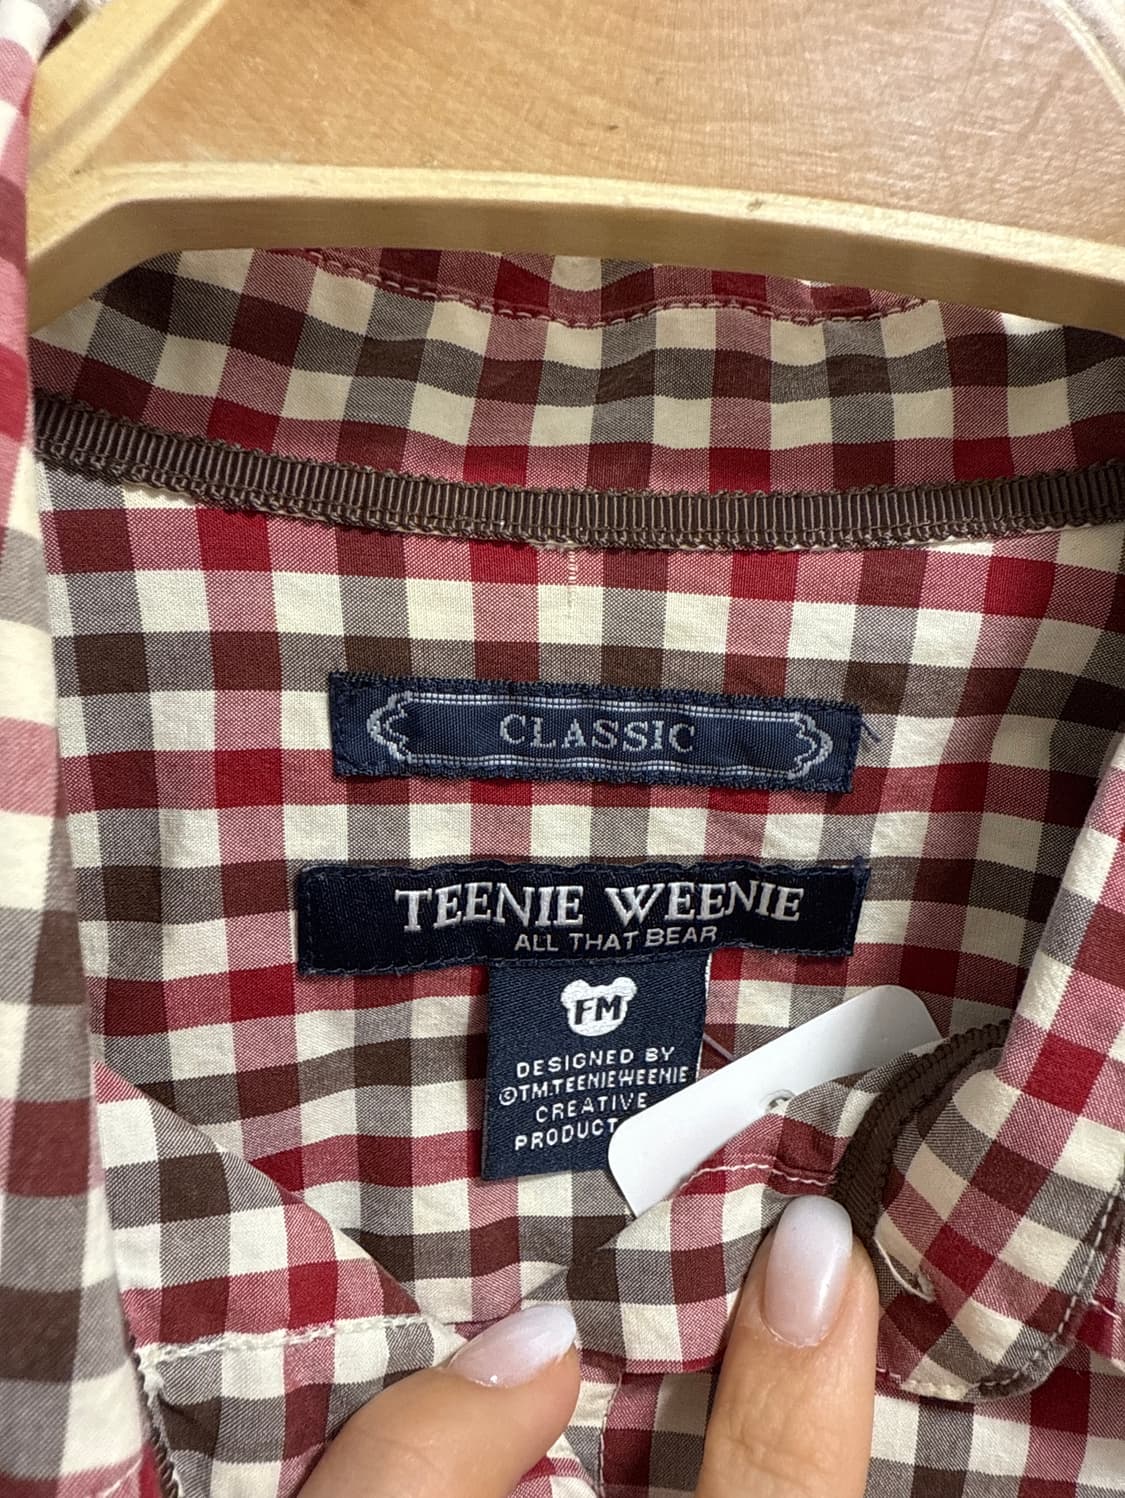 CLASSIC
TEENIE WEENIE
ALL THAT BEAR
FM
DESIGNED BY
©TM.TEENIEWEENIE
CREATIVE
PRODUCT